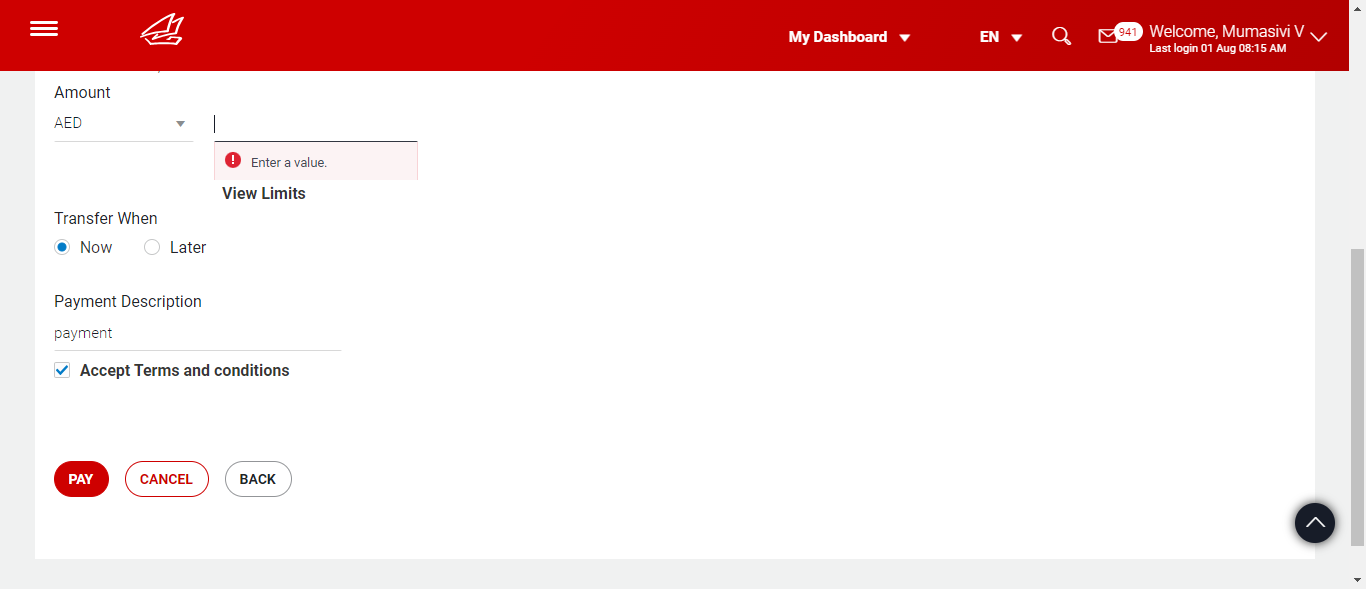 My Dashboard
EN
941
Welcome, Mumasivi V
Last login 01 Aug 08:15 AM
Amount
AED
Enter a value.
View Limits
Transfer When
Now
Later
Payment Description
payment
Accept Terms and conditions
PAY
CANCEL
BACK